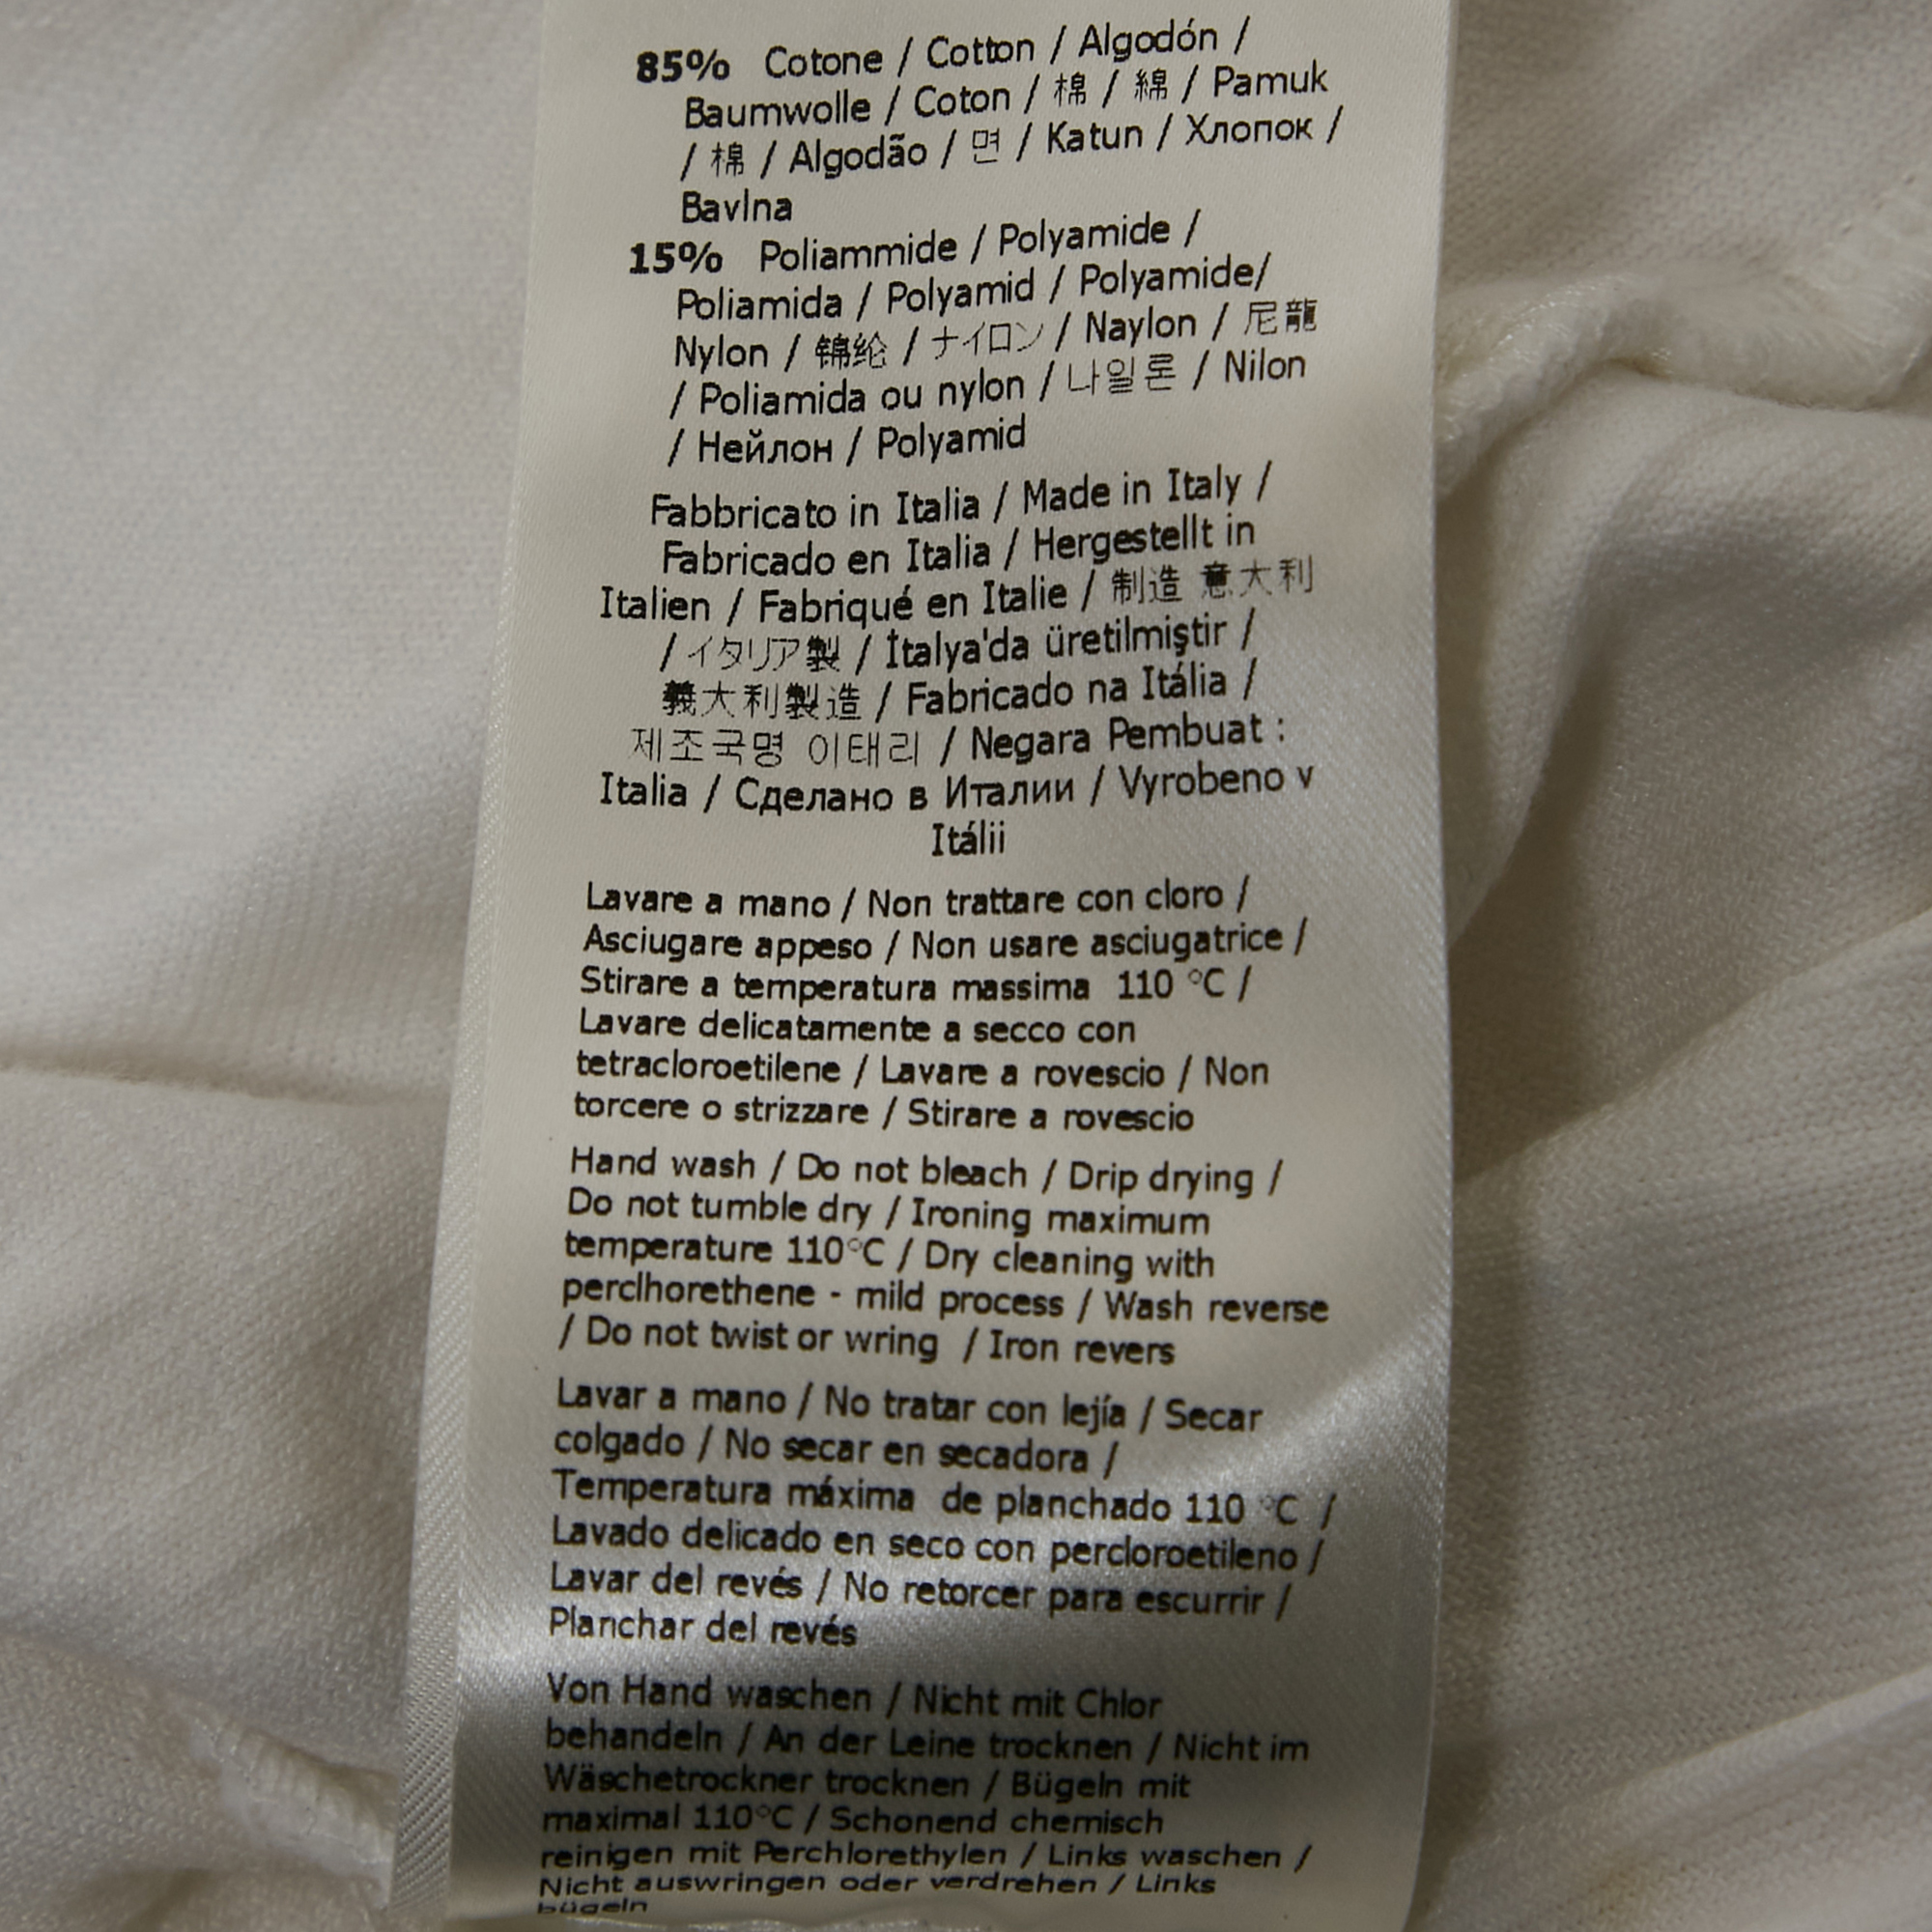 85% Cotone / Cotton / Algodón /
Baumwolle / Coton / 棉 / 綿 / Pamuk
/ 棉 / Algodão / 면 / Katun / Хлопок /
Bavlna
15% Poliammide / Polyamide /
Poliamida / Polyamid / Polyamide/
Nylon / 锦纶 / ナイロン / Naylon / 尼龍
/ Poliamida ou nylon / 나일론 / Nilon
/ Нейлон / Polyamid
Fabbricato in Italia / Made in Italy /
Fabricado en Italia / Hergestellt in
Italien / Fabriqué en Italie / 制造 意大利
/ イタリア製 / İtalya'da üretilmiştir /
義大利製造 / Fabricado na Itália /
제조국명 이태리 / Negara Pembuat :
Italia / Сделано в Италии / Vyrobeno v
Itálii
Lavare a mano / Non trattare con cloro /
Asciugare appeso / Non usare asciugatrice /
Stirare a temperatura massima 110 °C /
Lavare delicatamente a secco con
tetracloroetilene / Lavare a rovescio / Non
torcere o strizzare / Stirare a rovescio
Hand wash / Do not bleach / Drip drying /
Do not tumble dry / Ironing maximum
temperature 110°C / Dry cleaning with
perclhorethene - mild process / Wash reverse
/ Do not twist or wring / Iron revers
Lavar a mano / No tratar con lejía / Secar
colgado / No secar en secadora /
Temperatura máxima de planchado 110 °C /
Lavado delicado en seco con percloroetileno /
Lavar del revés / No retorcer para escurrir /
Planchar del revés
Von Hand waschen / Nicht mit Chlor
behandeln / An der Leine trocknen / Nicht im
Wäschetrockner trocknen / Bügeln mit
maximal 110°C / Schonend chemisch
reinigen mit Perchlorethylen / Links waschen /
Nicht auswringen oder verdrehen / Links
bügeln